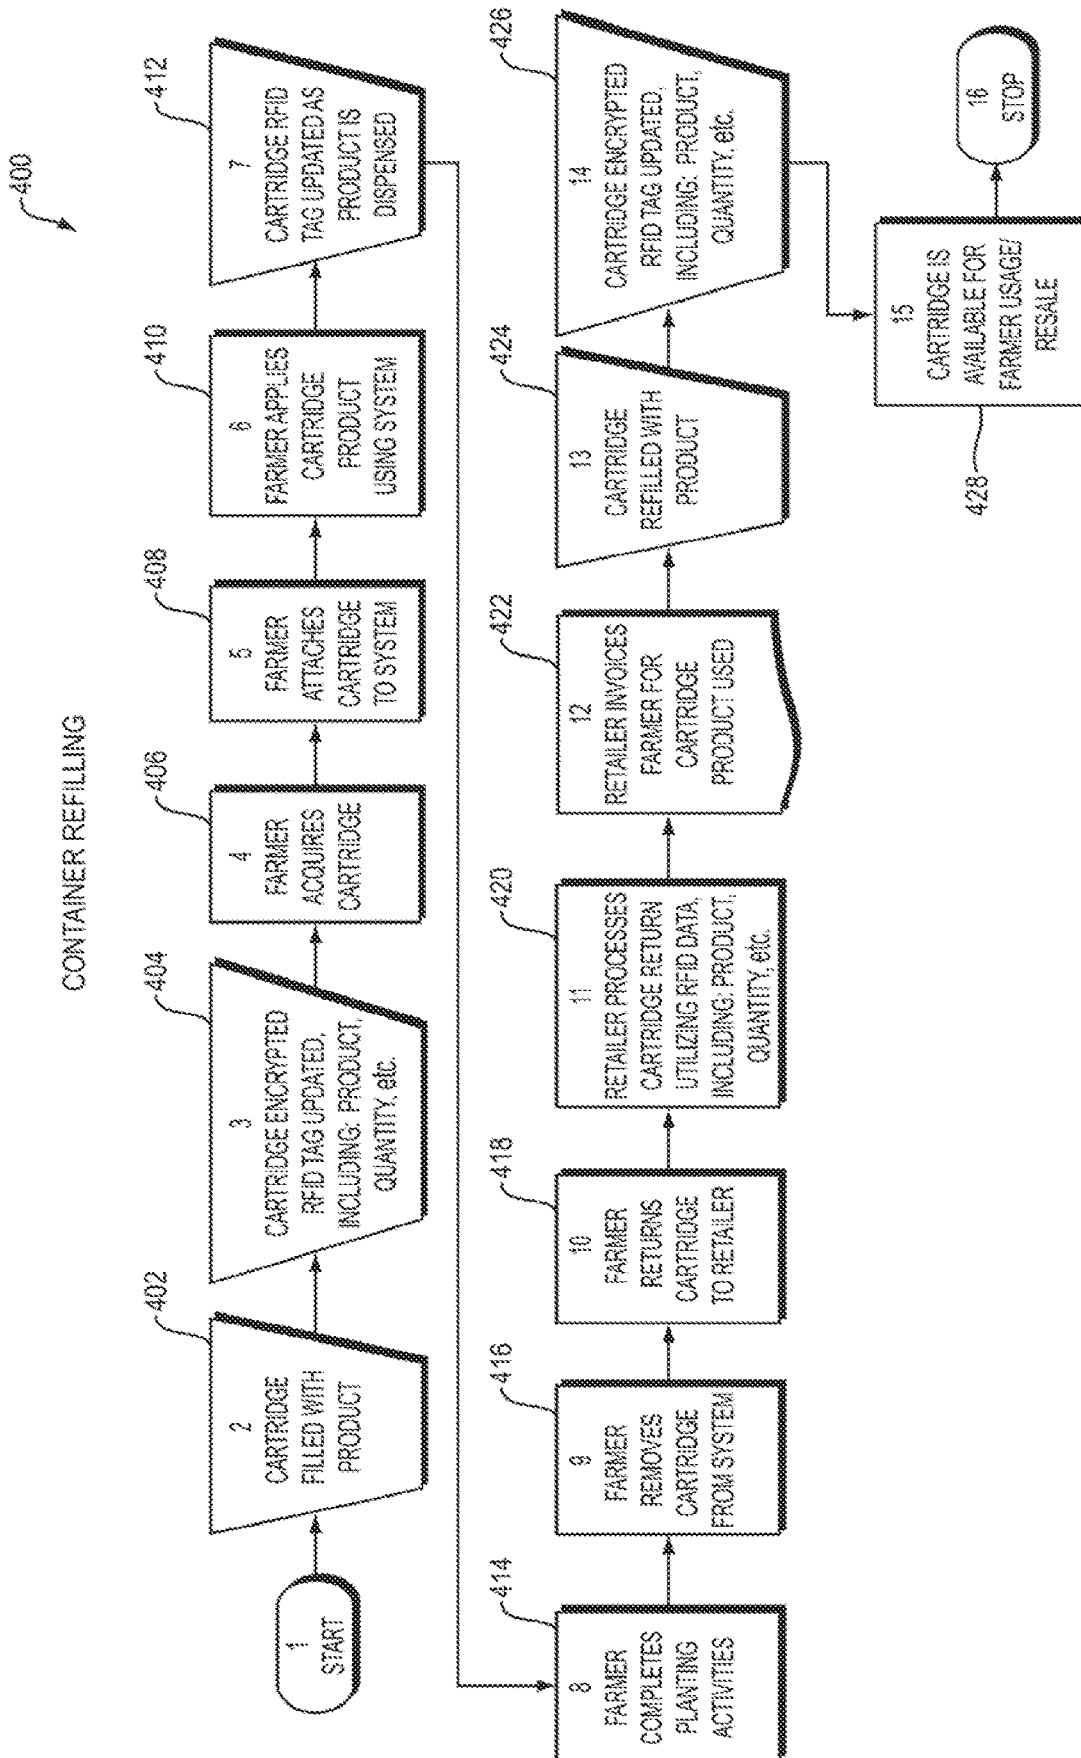 CONTAINER REFILLING
400
1
START
402
2
CARTRIDGE
FILLED WITH
PRODUCT
404
3
CARTRIDGE ENCRYPTED
RFID TAG UPDATED,
INCLUDING: PRODUCT,
QUANTITY, etc.
406
4
FARMER
ACQUIRES
CARTRIDGE
408
5
FARMER
ATTACHES
CARTRIDGE
TO SYSTEM
410
6
FARMER APPLIES
CARTRIDGE
PRODUCT
USING SYSTEM
412
7
CARTRIDGE RFID
TAG UPDATED AS
PRODUCT IS
DISPENSED
414
8
FARMER
COMPLETES
PLANTING
ACTIVITIES
416
9
FARMER
REMOVES
CARTRIDGE
FROM SYSTEM
418
10
FARMER
RETURNS
CARTRIDGE
TO RETAILER
420
11
RETAILER PROCESSES
CARTRIDGE RETURN
UTILIZING RFID DATA,
INCLUDING: PRODUCT,
QUANTITY, etc.
422
12
RETAILER INVOICES
FARMER FOR
CARTRIDGE
PRODUCT USED
424
13
CARTRIDGE
REFILLED WITH
PRODUCT
426
14
CARTRIDGE ENCRYPTED
RFID TAG UPDATED,
INCLUDING: PRODUCT,
QUANTITY, etc.
428
15
CARTRIDGE IS
AVAILABLE FOR
FARMER USAGE/
RESALE
16
STOP